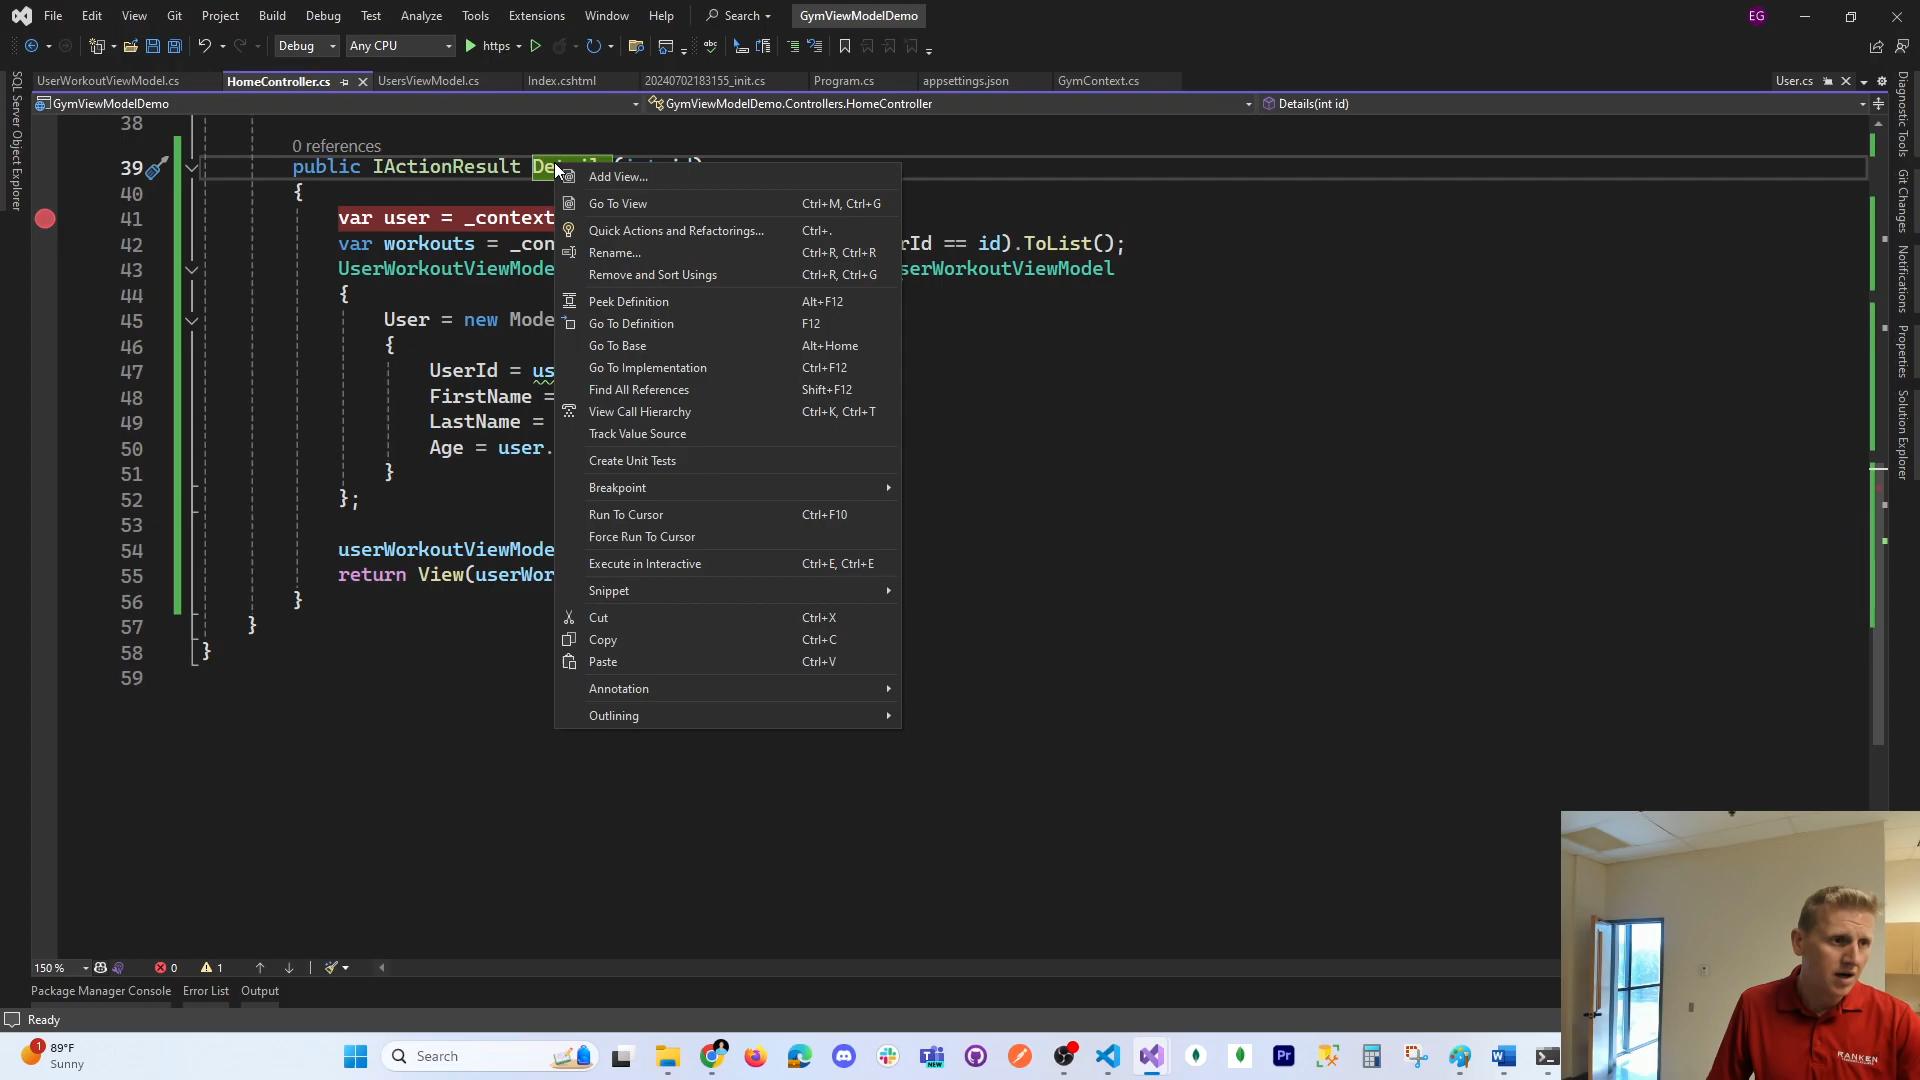 File Edit View Git Project Build Debug Test Analyze Tools Extensions Window Help Search GymViewModelDemo EG
Debug Any CPU https
UserWorkoutViewModel.cs HomeController.cs UsersViewModel.cs Index.cshtml 20240702183155_init.cs Program.cs appsettings.json GymContext.cs User.cs
GymViewModelDemo GymViewModelDemo.Controllers.HomeController Details(int id)
SQL Server Object Explorer
Diagnostic Tools
Git Changes
Notifications
Properties
Solution Explorer
38
0 references
39 public IActionResult
40 {
41 var user = _context
42 var workouts = _con rId == id).ToList();
43 UserWorkoutViewMode serWorkoutViewModel
44 {
45 User = new Mode
46 {
47 UserId = us
48 FirstName =
49 LastName =
50 Age = user.
51 }
52 };
53
54 userWorkoutViewMode
55 return View(userWor
56 }
57 }
58 }
59
Add View...
Go To View Ctrl+M, Ctrl+G
Quick Actions and Refactorings... Ctrl+.
Rename... Ctrl+R, Ctrl+R
Remove and Sort Usings Ctrl+R, Ctrl+G
Peek Definition Alt+F12
Go To Definition F12
Go To Base Alt+Home
Go To Implementation Ctrl+F12
Find All References Shift+F12
View Call Hierarchy Ctrl+K, Ctrl+T
Track Value Source
Create Unit Tests
Breakpoint
Run To Cursor Ctrl+F10
Force Run To Cursor
Execute in Interactive Ctrl+E, Ctrl+E
Snippet
Cut Ctrl+X
Copy Ctrl+C
Paste Ctrl+V
Annotation
Outlining
150 % 0 1
Package Manager Console Error List Output
Ready
1 89°F
Sunny
Search
NEW
Pr
RANKEN